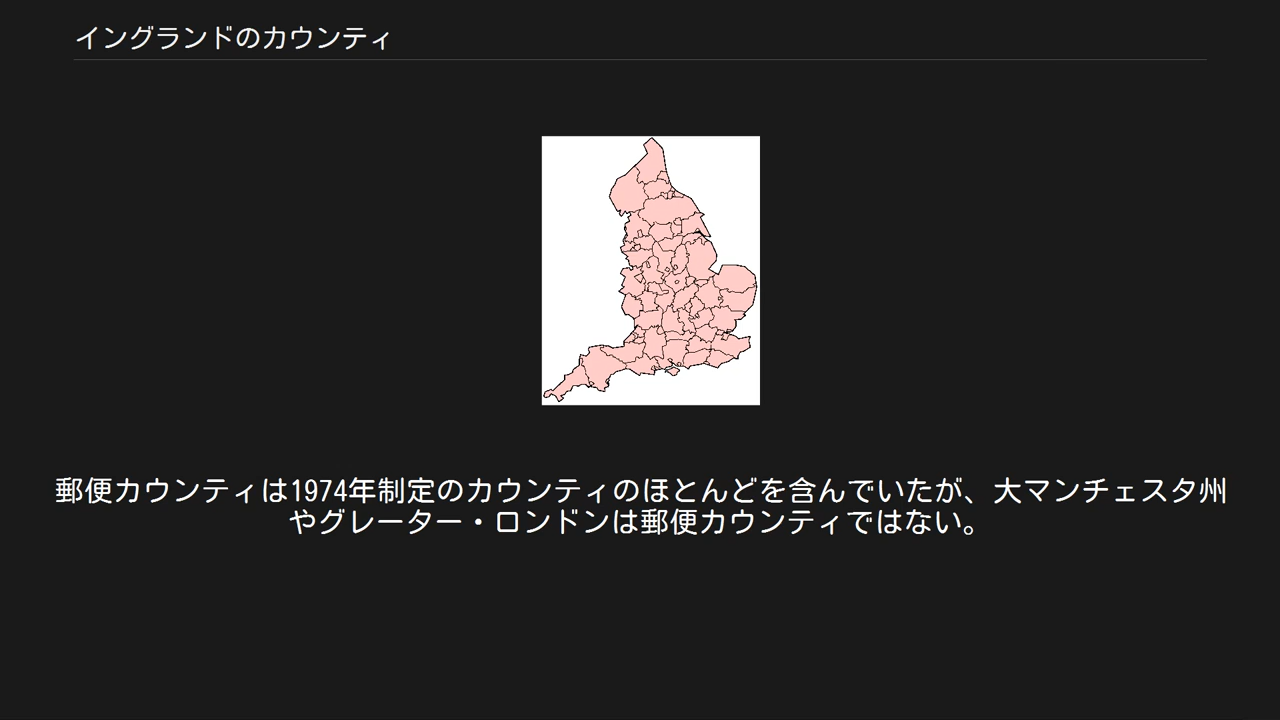 イングランドのカウンティ
郵便カウンティは1974年制定のカウンティのほとんどを含んでいたが、大マンチェスタ州
やグレーター・ロンドンは郵便カウンティではない。